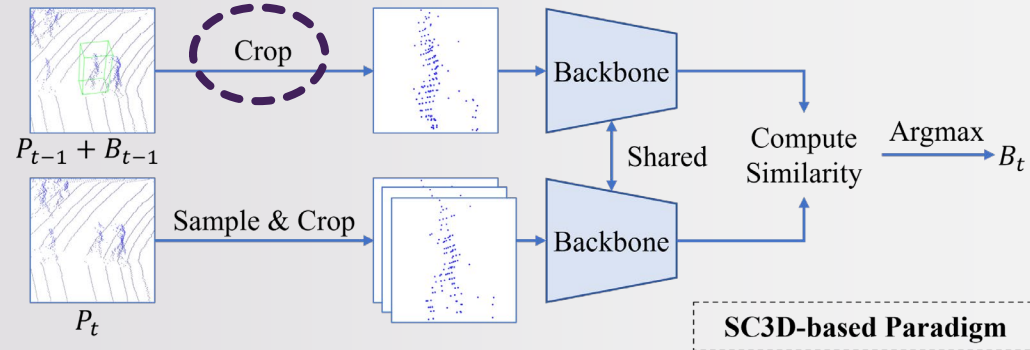 Crop
P_{t-1} + B_{t-1}
Backbone
Shared
Compute
Similarity
Argmax
B_t
Sample & Crop
Backbone
P_t
SC3D-based Paradigm